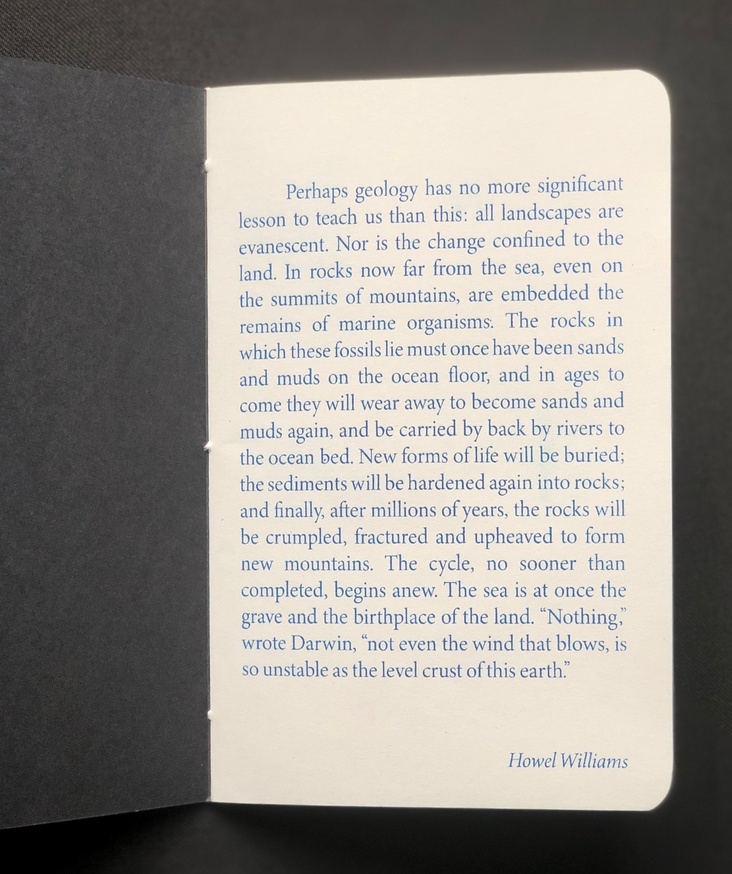 Perhaps geology has no more significant
lesson to teach us than this: all landscapes are
evanescent. Nor is the change confined to the
land. In rocks now far from the sea, even on
the summits of mountains, are embedded the
remains of marine organisms. The rocks in
which these fossils lie must once have been sands
and muds on the ocean floor, and in ages to
come they will wear away to become sands and
muds again, and be carried by back by rivers to
the ocean bed. New forms of life will be buried;
the sediments will be hardened again into rocks;
and finally, after millions of years, the rocks will
be crumpled, fractured and upheaved to form
new mountains. The cycle, no sooner than
completed, begins anew. The sea is at once the
grave and the birthplace of the land. “Nothing,”
wrote Darwin, “not even the wind that blows, is
so unstable as the level crust of this earth.”
Howel Williams